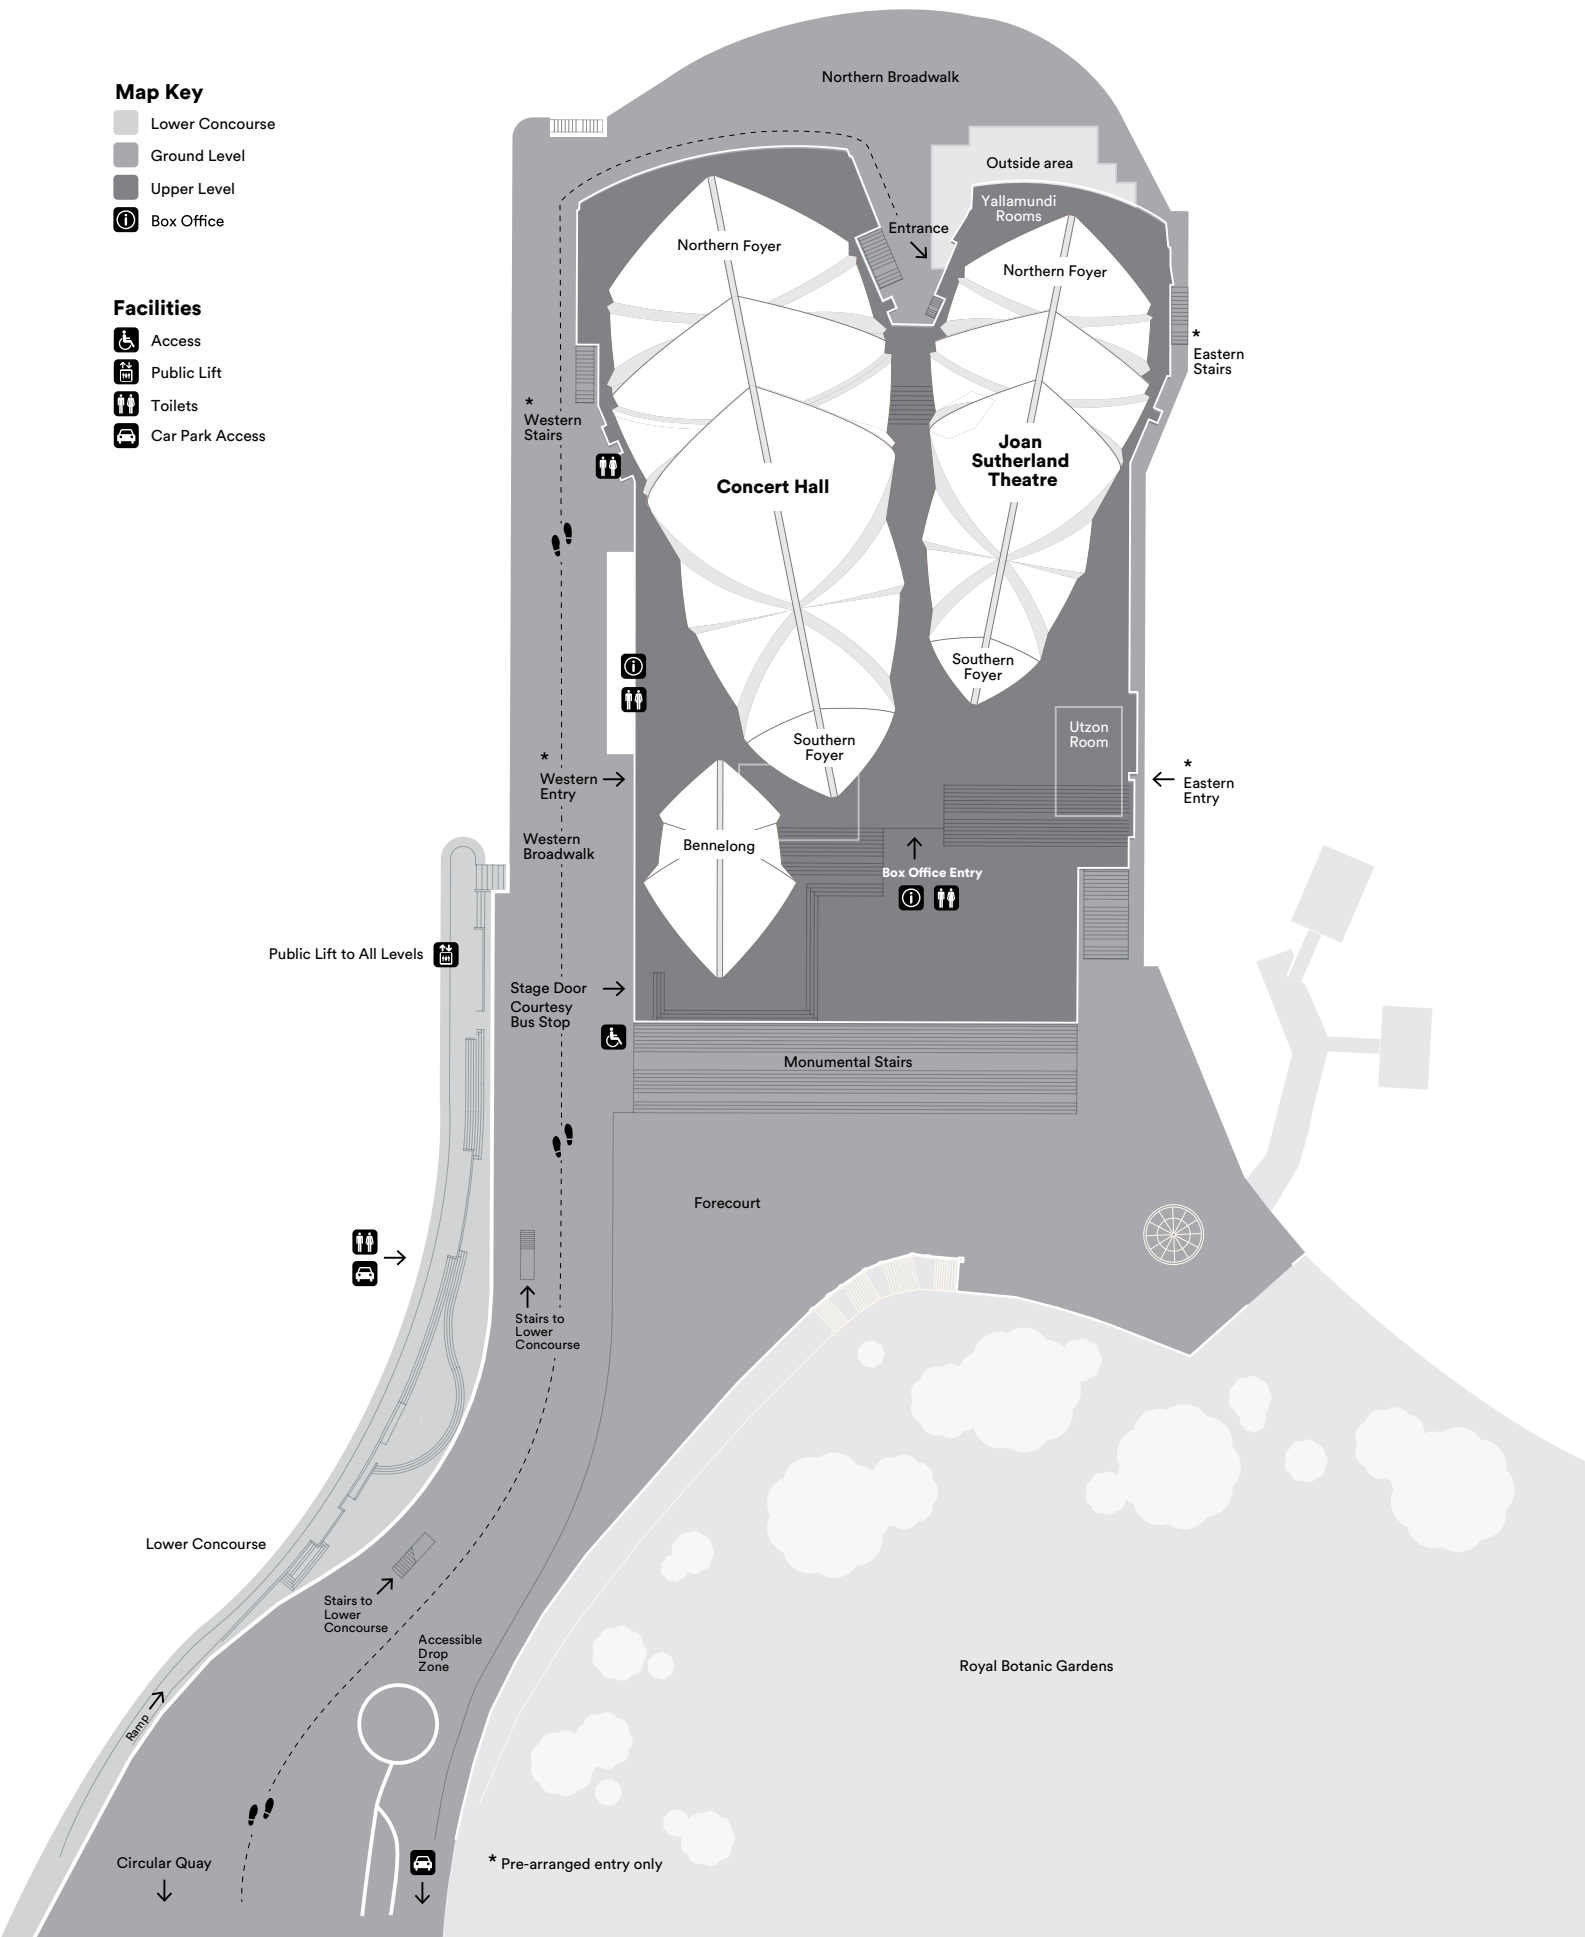 Map Key
Lower Concourse
Ground Level
Upper Level
Box Office
Facilities
Access
Public Lift
Toilets
Car Park Access
Northern Broadwalk
Outside area
Yallamundi
Rooms
Entrance
Northern Foyer
Northern Foyer
*
Eastern
Stairs
*
Western
Stairs
Concert Hall
Joan
Sutherland
Theatre
Southern
Foyer
Southern
Foyer
Utzon
Room
*
Western
Entry
*
Eastern
Entry
Western
Broadwalk
Bennelong
Box Office Entry
Public Lift to All Levels
Stage Door
Courtesy
Bus Stop
Monumental Stairs
Forecourt
Stairs to
Lower
Concourse
Lower Concourse
Stairs to
Lower
Concourse
Accessible
Drop
Zone
Royal Botanic Gardens
Ramp
Circular Quay
* Pre-arranged entry only